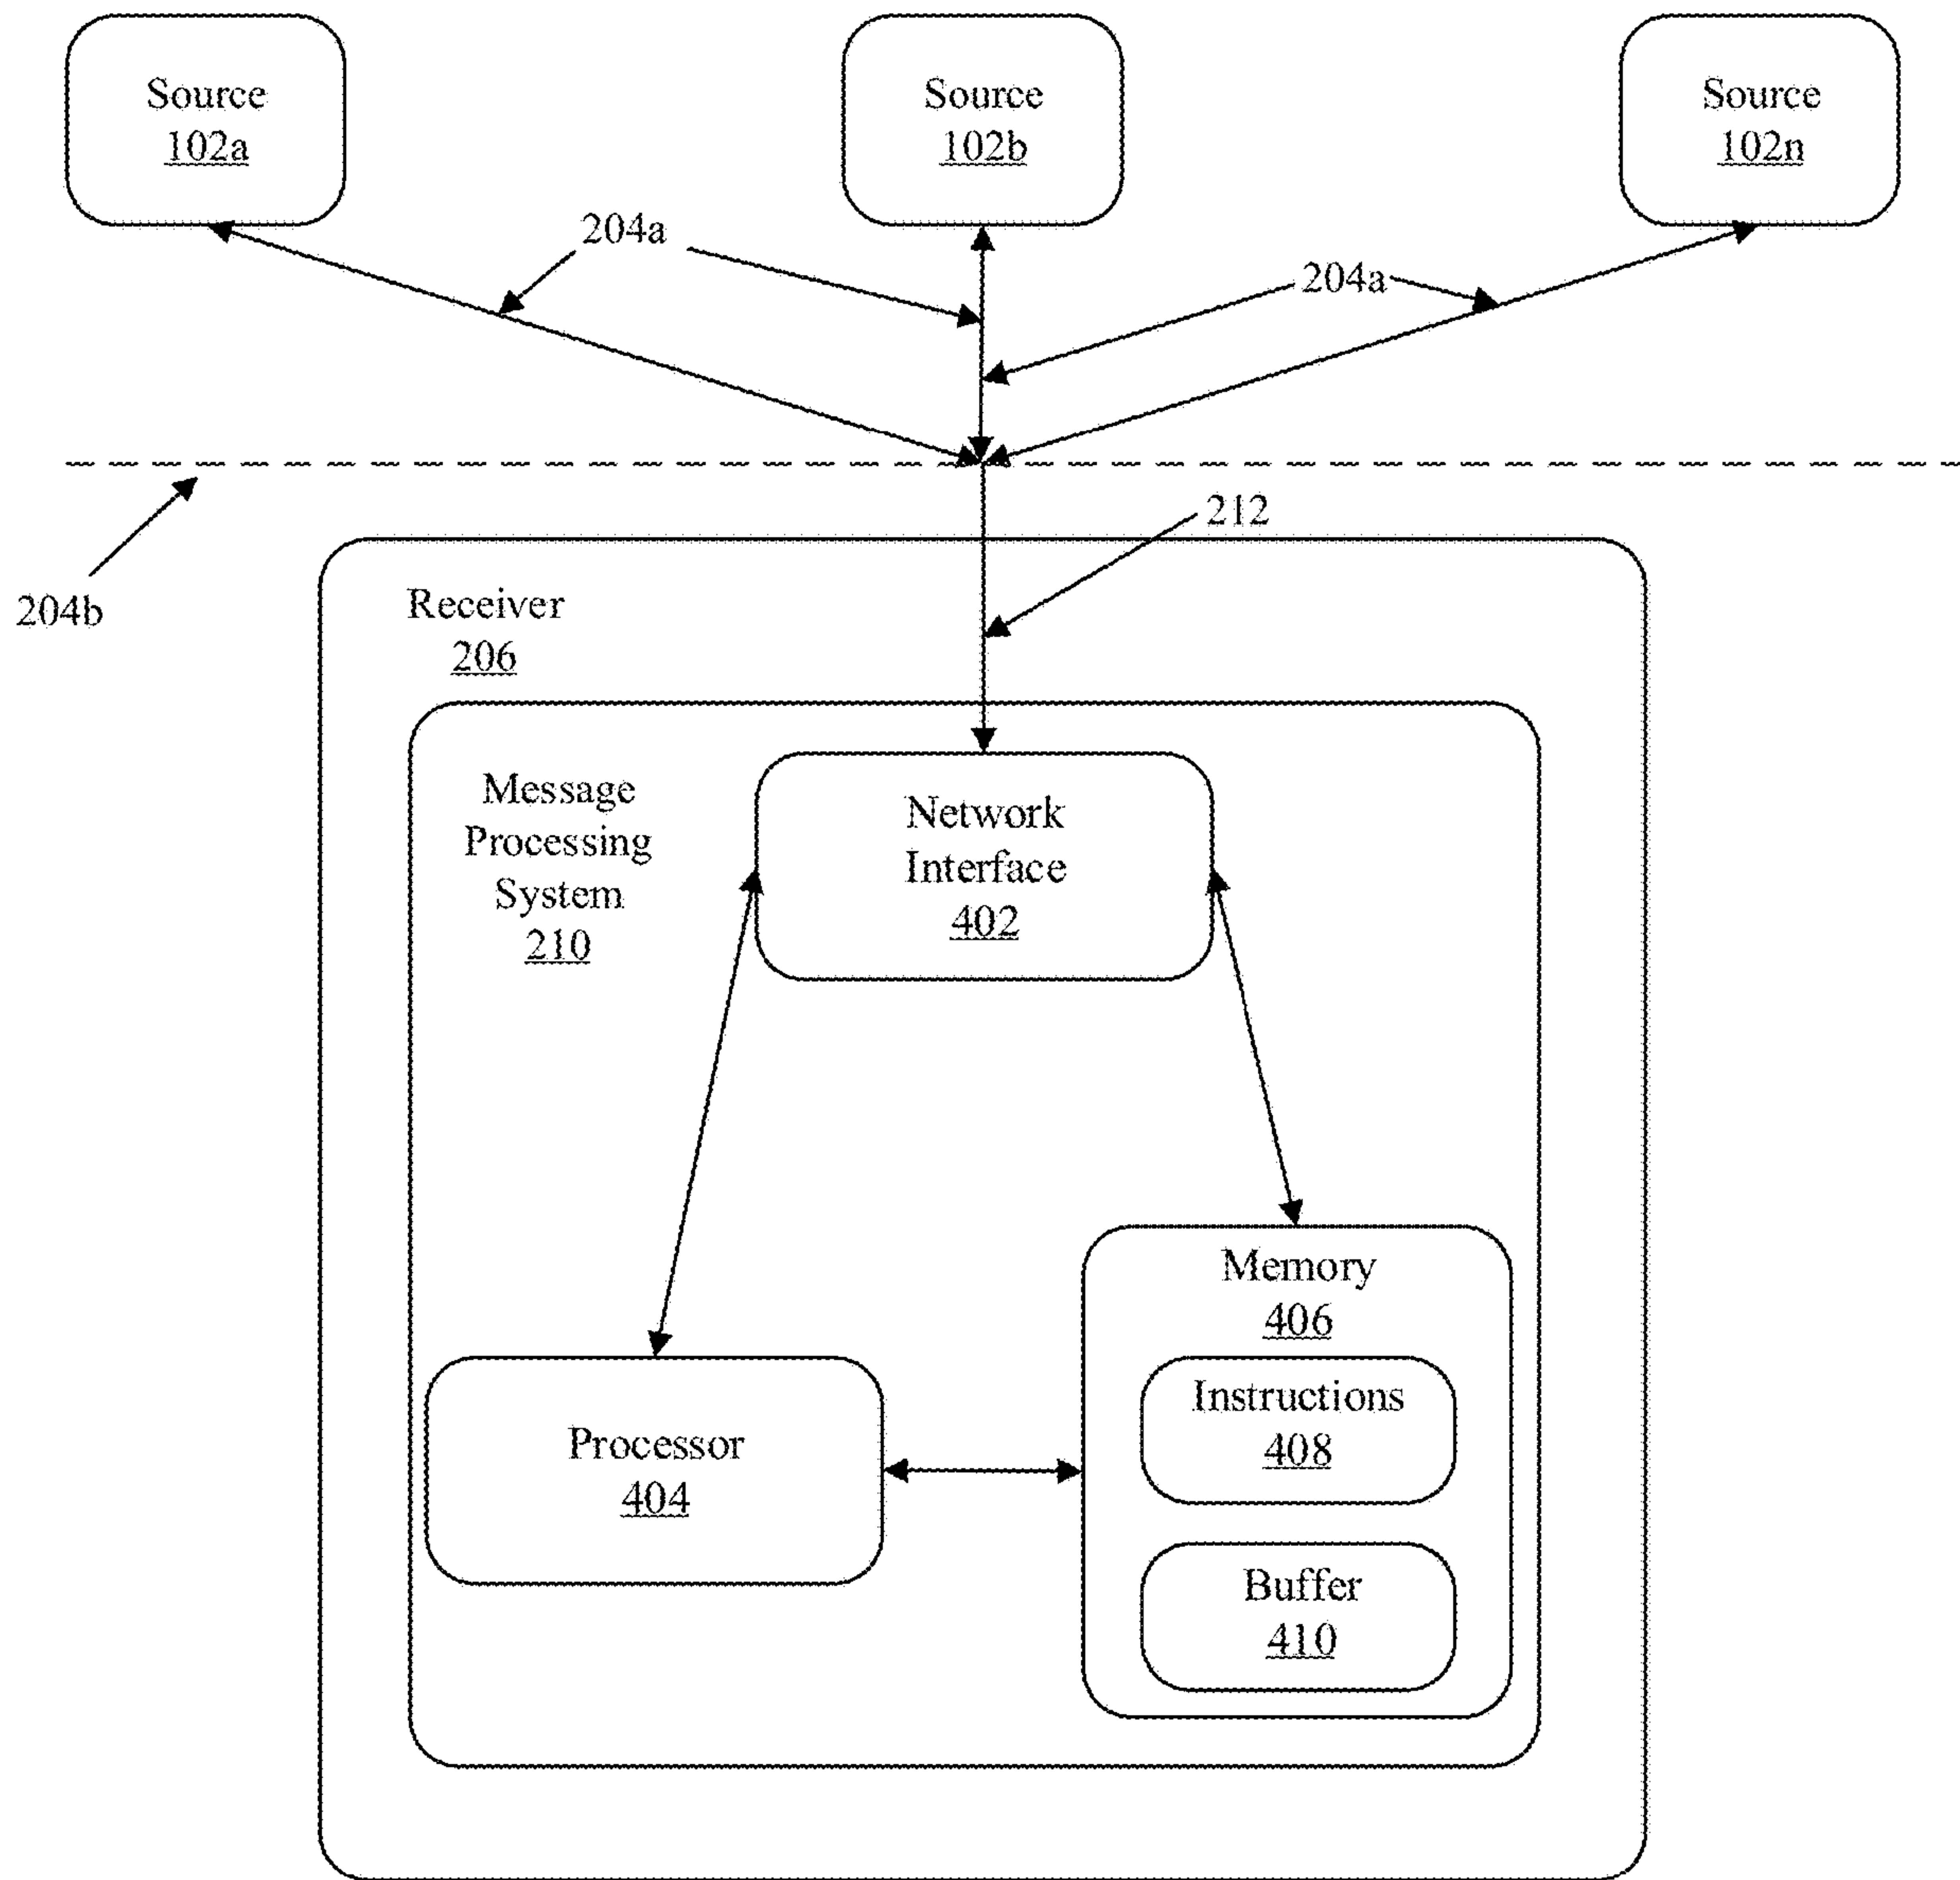 Source
102a
Source
102b
Source
102n
204a
204a
212
204b
Receiver
206
Message
Processing
System
210
Network
Interface
402
Memory
406
Instructions
408
Processor
404
Buffer
410